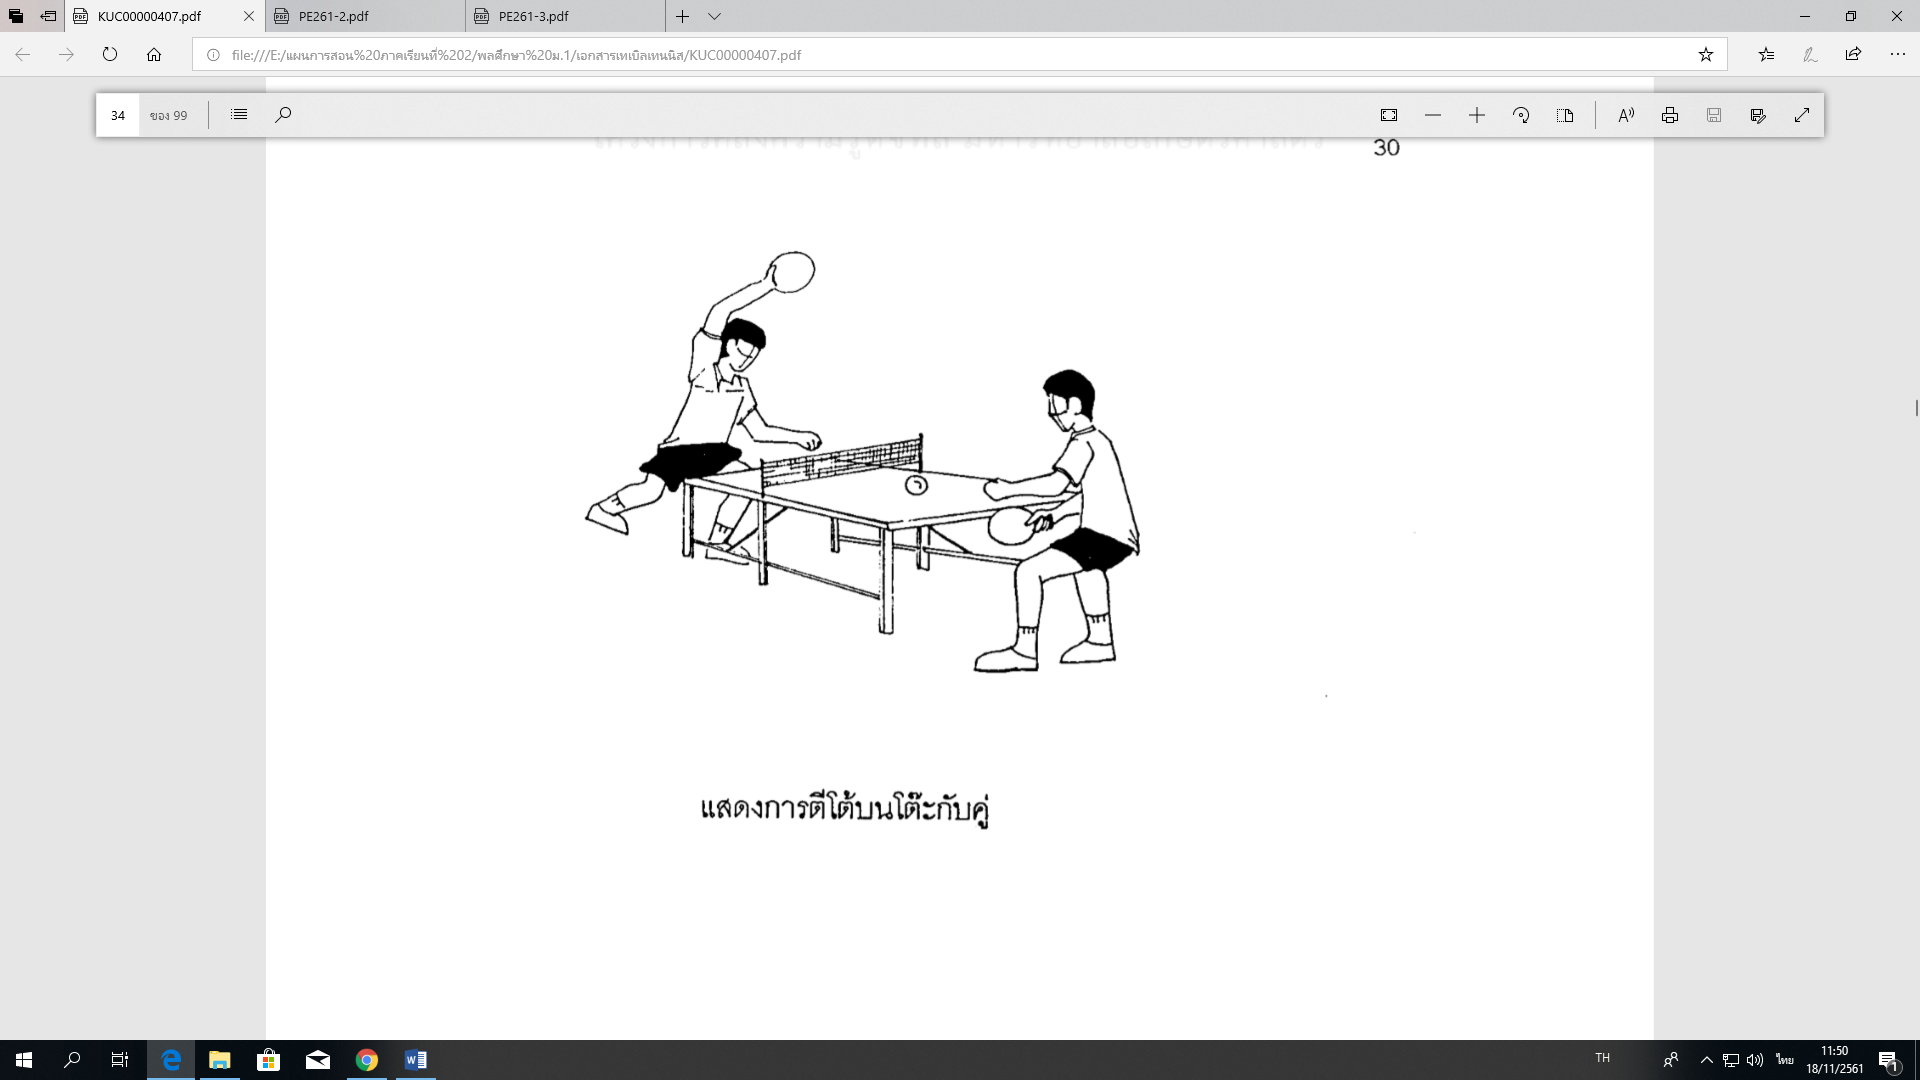 KUC00000407.pdf
PE261-2.pdf
PE261-3.pdf
file:///E:/แผนการสอน%20ภาคเรียนที่%202/พลศึกษา%20ม.1/เอกสารเทเบิลเทนนิส/KUC00000407.pdf
34 ของ 99
30
แสดงการตีโต้บนโต๊ะกับคู่
TH
ไทย
11:50
18/11/2561
1